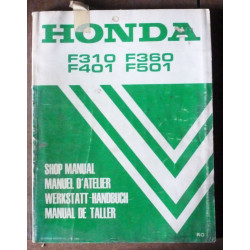 HONDA
F310 F360
F401 F501
SHOP MANUAL
MANUEL D'ATELIER
WERKSTATT-HANDBUCH
MANUAL DE TALLER